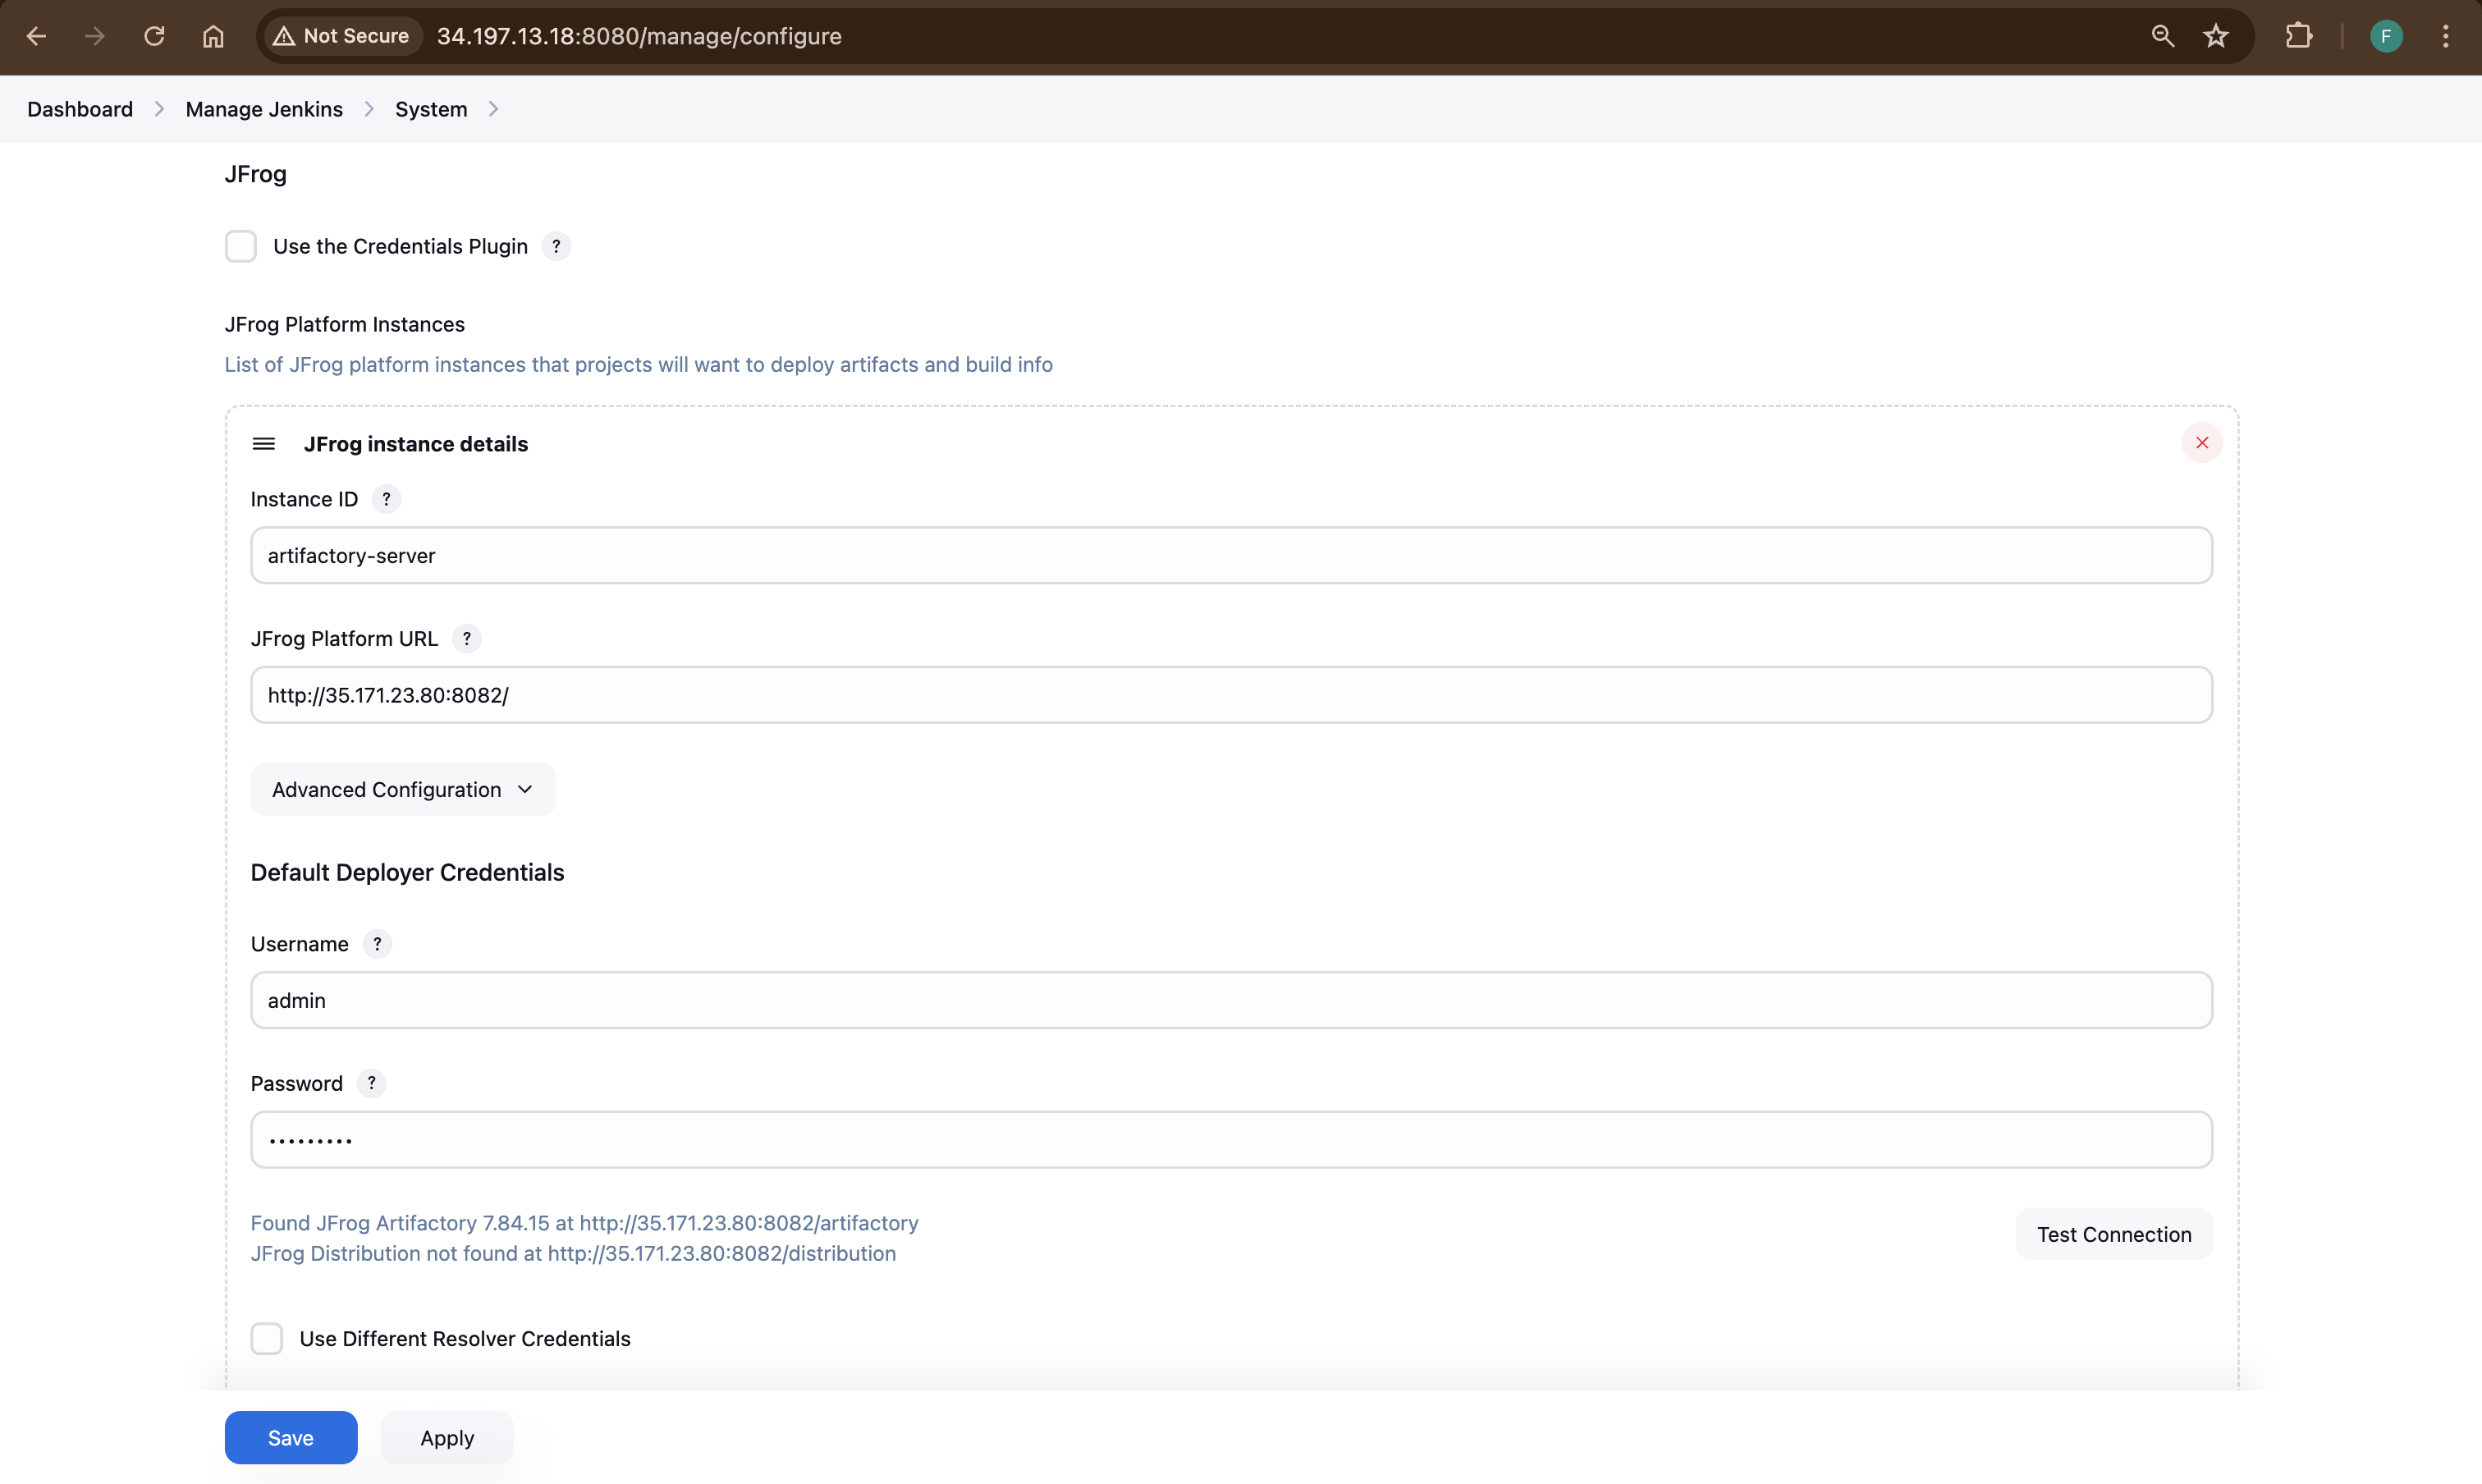 Not Secure 34.197.13.18:8080/manage/configure F
Dashboard Manage Jenkins System
JFrog
Use the Credentials Plugin ?
JFrog Platform Instances
List of JFrog platform instances that projects will want to deploy artifacts and build info
JFrog instance details
Instance ID ?
artifactory-server
JFrog Platform URL ?
http://35.171.23.80:8082/
Advanced Configuration
Default Deployer Credentials
Username ?
admin
Password ?
•••••••••
Found JFrog Artifactory 7.84.15 at http://35.171.23.80:8082/artifactory
JFrog Distribution not found at http://35.171.23.80:8082/distribution
Test Connection
Use Different Resolver Credentials
Save Apply